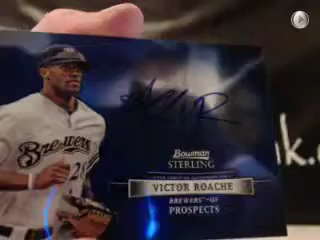 Brewers
Bowman
STERLING
VICTOR ROACHE
BREWERS - OF
PROSPECTS
k.